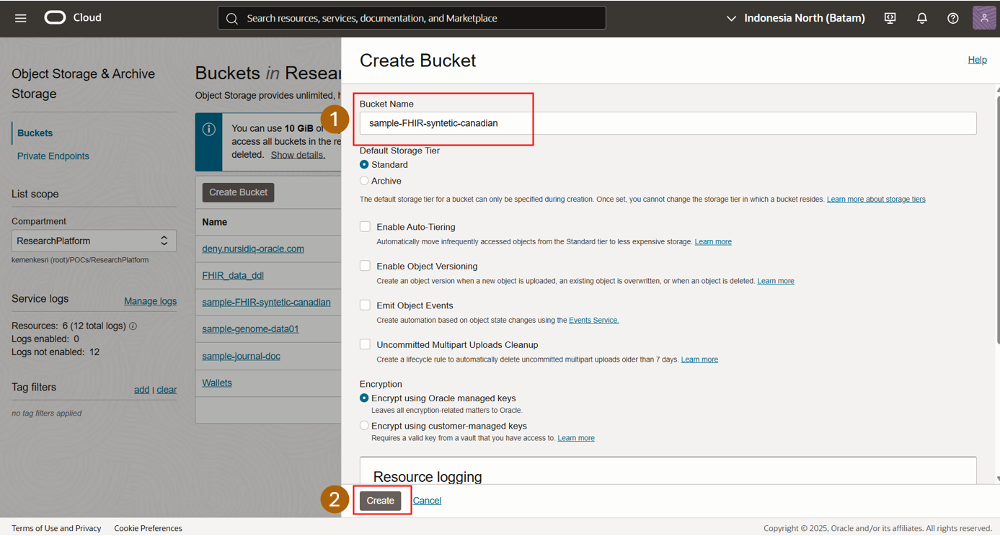 Cloud
Search resources, services, documentation, and Marketplace
Indonesia North (Batam)
Object Storage & Archive
Storage
Buckets
Private Endpoints
List scope
Compartment
ResearchPlatform
kemenkesri (root)/POCs/ResearchPlatform
Service logs
Manage logs
Resources: 6 (12 total logs)
Logs enabled: 0
Logs not enabled: 12
Tag filters
add | clear
no tag filters applied
Buckets in Resear
Object Storage provides unlimited, h
You can use 10 GiB of
access all buckets in the re
deleted. Show details.
Create Bucket
Name
deny.nursidiq-oracle.com
FHIR_data_ddl
sample-FHIR-syntetic-canadian
sample-genome-data01
sample-journal-doc
Wallets
Create Bucket
Help
1
Bucket Name
sample-FHIR-syntetic-canadian
Default Storage Tier
Standard
Archive
The default storage tier for a bucket can only be specified during creation. Once set, you cannot change the storage tier in which a bucket resides. Learn more about storage tiers
Enable Auto-Tiering
Automatically move infrequently accessed objects from the Standard tier to less expensive storage. Learn more
Enable Object Versioning
Create an object version when a new object is uploaded, an existing object is overwritten, or when an object is deleted. Learn more
Emit Object Events
Create automation based on object state changes using the Events Service.
Uncommitted Multipart Uploads Cleanup
Create a lifecycle rule to automatically delete uncommitted multipart uploads older than 7 days. Learn more
Encryption
Encrypt using Oracle managed keys
Leaves all encryption-related matters to Oracle.
Encrypt using customer-managed keys
Requires a valid key from a vault that you have access to. Learn more
Resource logging
2
Create
Cancel
Terms of Use and Privacy
Cookie Preferences
Copyright © 2025, Oracle and/or its affiliates. All rights reserved.